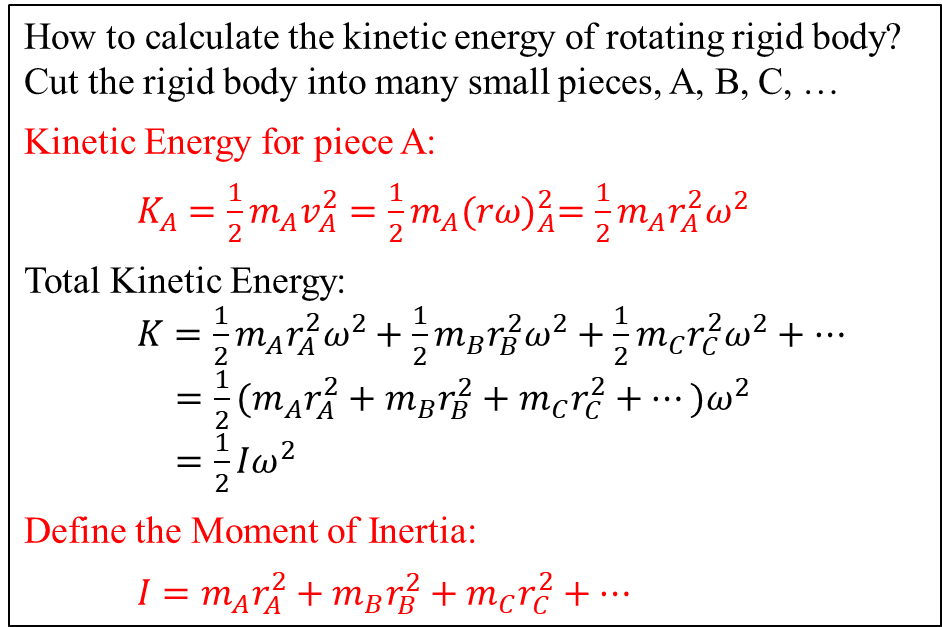 How to calculate the kinetic energy of rotating rigid body?
Cut the rigid body into many small pieces, A, B, C, …
Kinetic Energy for piece A:
$K_A = \frac{1}{2} m_A v_A^2 = \frac{1}{2} m_A (r\omega)_A^2 = \frac{1}{2} m_A r_A^2 \omega^2$
Total Kinetic Energy:
$K = \frac{1}{2} m_A r_A^2 \omega^2 + \frac{1}{2} m_B r_B^2 \omega^2 + \frac{1}{2} m_C r_C^2 \omega^2 + \cdots$
$= \frac{1}{2} (m_A r_A^2 + m_B r_B^2 + m_C r_C^2 + \cdots) \omega^2$
$= \frac{1}{2} I \omega^2$
Define the Moment of Inertia:
$I = m_A r_A^2 + m_B r_B^2 + m_C r_C^2 + \cdots$